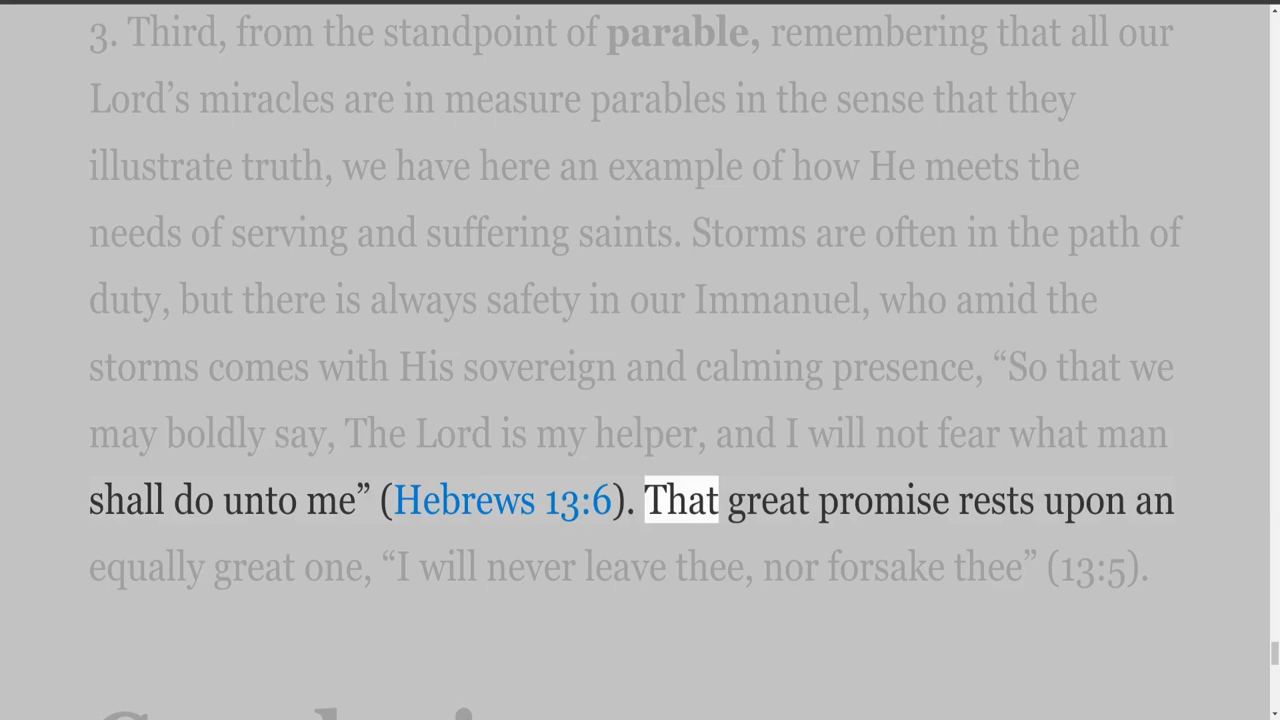 3. Third, from the standpoint of parable, remembering that all our
Lord’s miracles are in measure parables in the sense that they
illustrate truth, we have here an example of how He meets the
needs of serving and suffering saints. Storms are often in the path of
duty, but there is always safety in our Immanuel, who amid the
storms comes with His sovereign and calming presence, “So that we
may boldly say, The Lord is my helper, and I will not fear what man
shall do unto me” (Hebrews 13:6). That great promise rests upon an
equally great one, “I will never leave thee, nor forsake thee” (13:5).